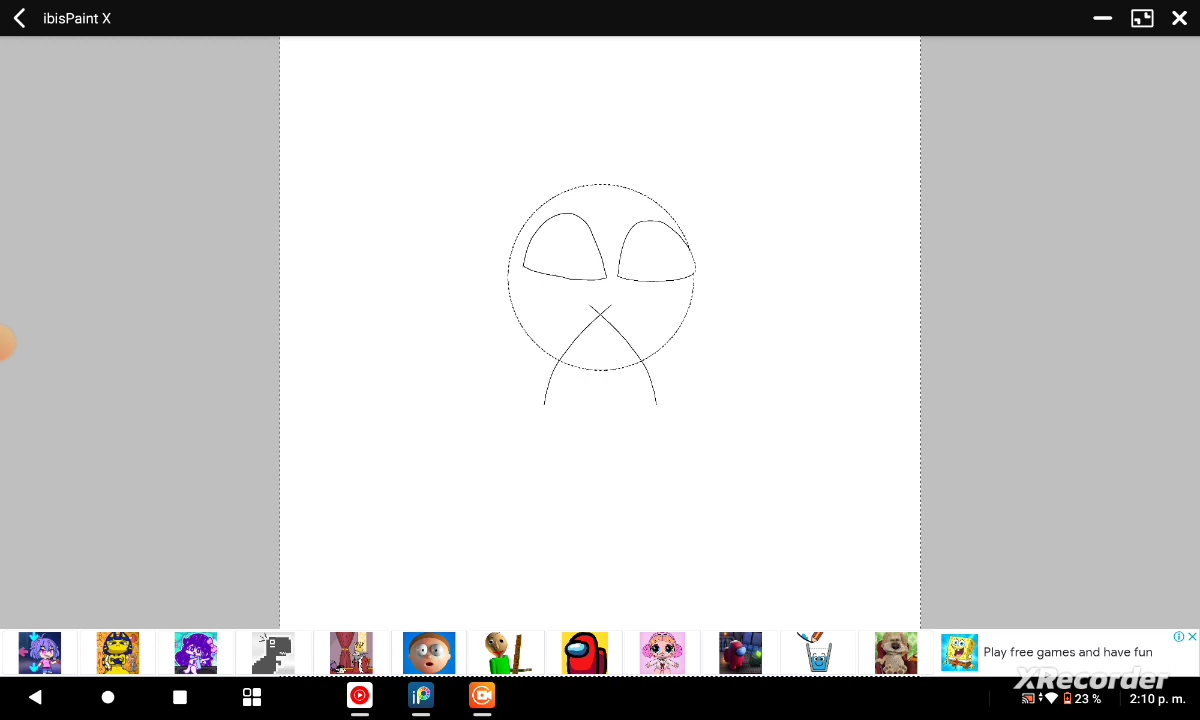 ibisPaint X
Play free games and have fun
XRecorder
23 %
2:10 p. m.